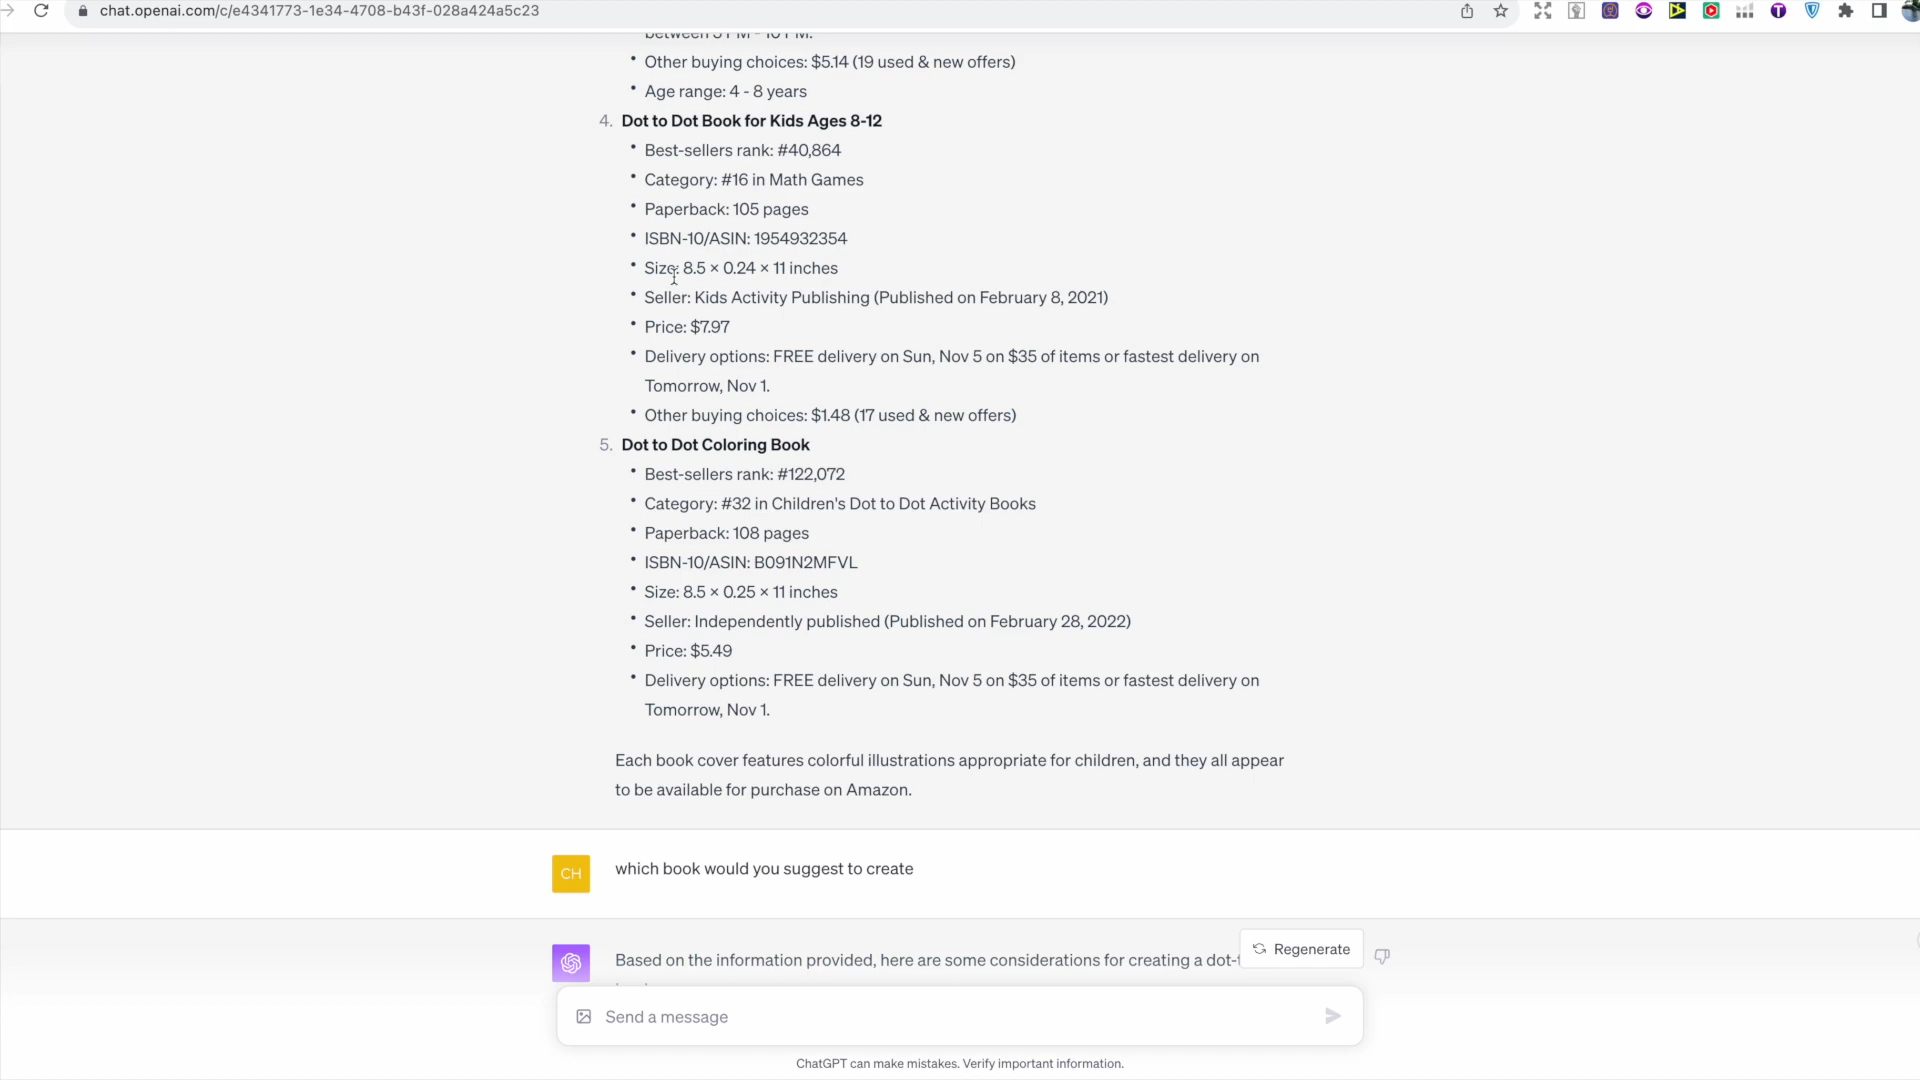 chat.openai.com/c/e4341773-1e34-4708-b43f-028a424a5c23
between 5 PM - 10 PM.
• Other buying choices: $5.14 (19 used & new offers)
• Age range: 4 - 8 years
4. Dot to Dot Book for Kids Ages 8-12
• Best-sellers rank: #40,864
• Category: #16 in Math Games
• Paperback: 105 pages
• ISBN-10/ASIN: 1954932354
• Size: 8.5 × 0.24 × 11 inches
• Seller: Kids Activity Publishing (Published on February 8, 2021)
• Price: $7.97
• Delivery options: FREE delivery on Sun, Nov 5 on $35 of items or fastest delivery on
Tomorrow, Nov 1.
• Other buying choices: $1.48 (17 used & new offers)
5. Dot to Dot Coloring Book
• Best-sellers rank: #122,072
• Category: #32 in Children's Dot to Dot Activity Books
• Paperback: 108 pages
• ISBN-10/ASIN: B091N2MFVL
• Size: 8.5 × 0.25 × 11 inches
• Seller: Independently published (Published on February 28, 2022)
• Price: $5.49
• Delivery options: FREE delivery on Sun, Nov 5 on $35 of items or fastest delivery on
Tomorrow, Nov 1.
Each book cover features colorful illustrations appropriate for children, and they all appear
to be available for purchase on Amazon.
CH which book would you suggest to create
Based on the information provided, here are some considerations for creating a dot-
Regenerate
Send a message
ChatGPT can make mistakes. Verify important information.